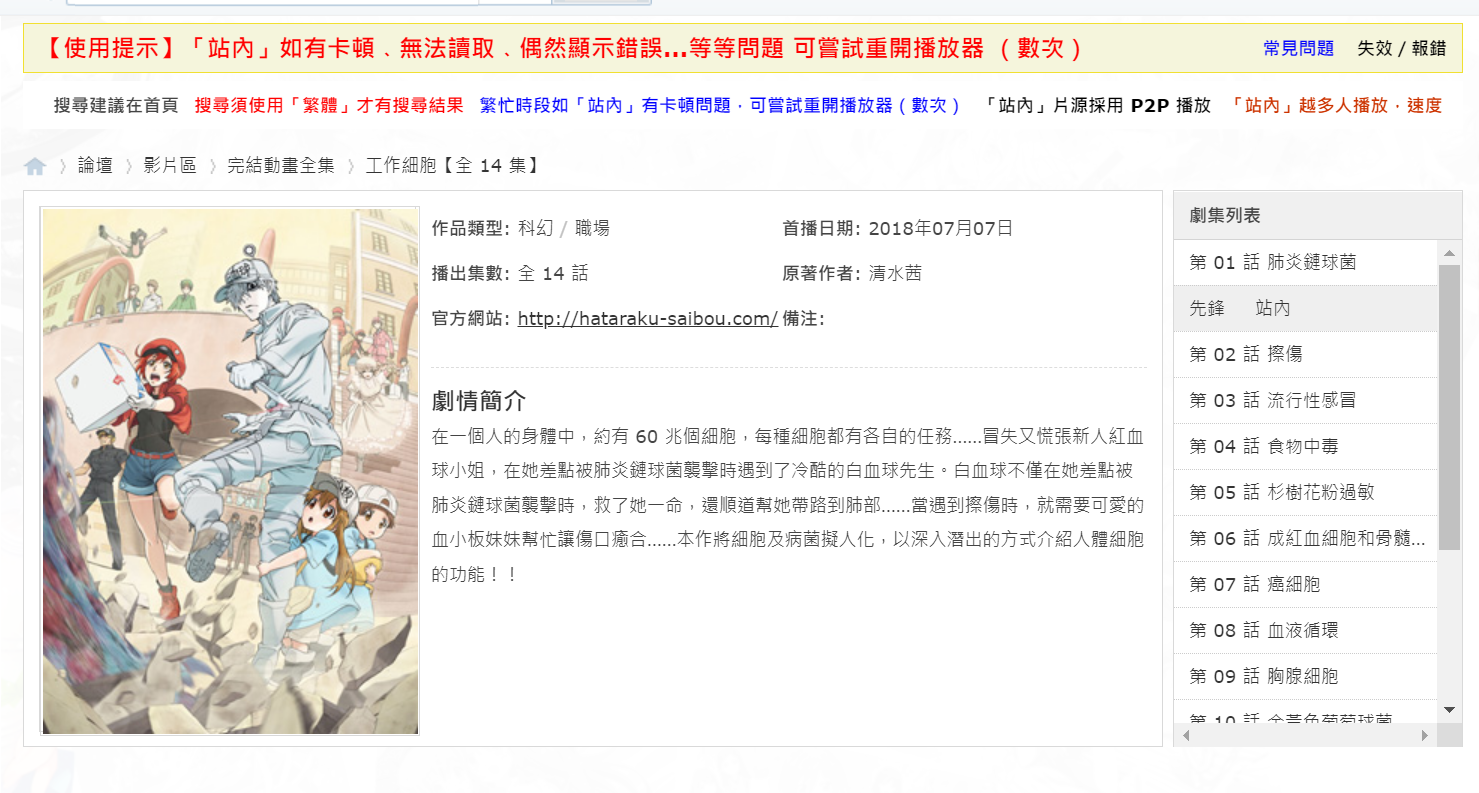 【使用提示】「站內」如有卡頓﹑無法讀取﹑偶然顯示錯誤...等等問題 可嘗試重開播放器 ( 數次 )
常見問題 失效 / 報錯
搜尋建議在首頁 搜尋須使用「繁體」才有搜尋結果 繁忙時段如「站內」有卡頓問題﹒可嘗試重開播放器 ( 數次 ) 「站內」片源採用 P2P 播放 「站內」越多人播放﹒速度
論壇 〉 影片區 〉 完結動畫全集 〉 工作細胞【全 14 集】
作品類型: 科幻 / 職場
首播日期: 2018年07月07日
播出集數: 全 14 話
原著作者: 清水茜
官方網站: http://hataraku-saibou.com/
備注:
劇情簡介
在一個人的身體中，約有 60 兆個細胞，每種細胞都有各自的任務......冒失又慌張新人紅血
球小姐，在她差點被肺炎鏈球菌襲擊時遇到了冷酷的白血球先生。白血球不僅在她差點被
肺炎鏈球菌襲擊時，救了她一命，還順道幫她帶路到肺部......當遇到擦傷時，就需要可愛的
血小板妹妹幫忙讓傷口癒合......本作將細胞及病菌擬人化，以深入潛出的方式介紹人體細胞
的功能！！
劇集列表
第 01 話 肺炎鏈球菌
先鋒 站內
第 02 話 擦傷
第 03 話 流行性感冒
第 04 話 食物中毒
第 05 話 杉樹花粉過敏
第 06 話 成紅血細胞和骨髓...
第 07 話 癌細胞
第 08 話 血液循環
第 09 話 胸腺細胞
第 10 話 金黃色葡萄球菌